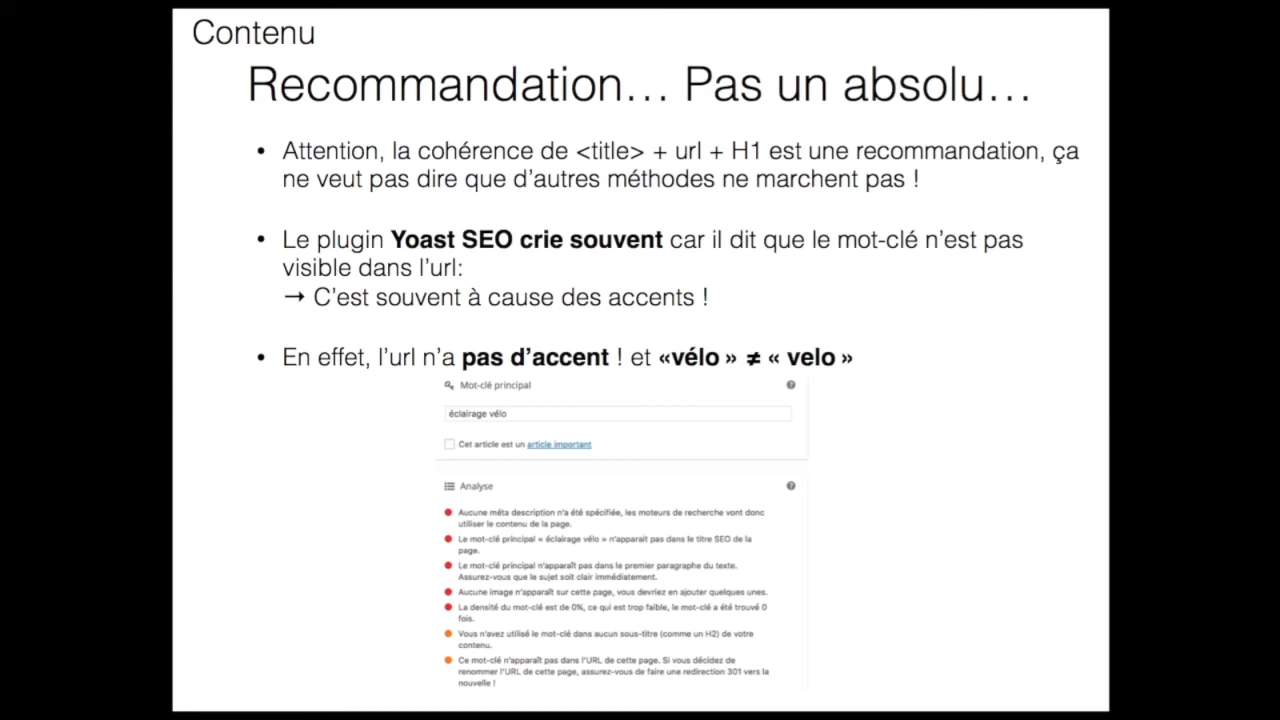 Contenu
Recommandation… Pas un absolu…
• Attention, la cohérence de <title> + url + H1 est une recommandation, ça
ne veut pas dire que d’autres méthodes ne marchent pas !
• Le plugin Yoast SEO crie souvent car il dit que le mot-clé n’est pas
visible dans l’url:
→ C’est souvent à cause des accents !
• En effet, l’url n’a pas d’accent ! et «vélo » ≠ « velo »
Mot-clé principal
éclairage vélo
Cet article est un article important
Analyse
Aucune méta description n'a été spécifiée, les moteurs de recherche vont donc
utiliser le contenu de la page.
Le mot-clé principal « éclairage vélo » n'apparait pas dans le titre SEO de la
page.
Le mot-clé principal n'apparaît pas dans le premier paragraphe du texte.
Assurez-vous que le sujet soit clair immédiatement.
Aucune image n'apparaît sur cette page, vous devriez en ajouter quelques unes.
La densité du mot-clé est de 0%, ce qui est trop faible, le mot-clé a été trouvé 0
fois.
Vous n'avez utilisé le mot-clé dans aucun sous-titre (comme un H2) de votre
contenu.
Ce mot-clé n'apparaît pas dans l'URL de cette page. Si vous décidez de
renommer l'URL de cette page, assurez-vous de faire une redirection 301 vers la
nouvelle !